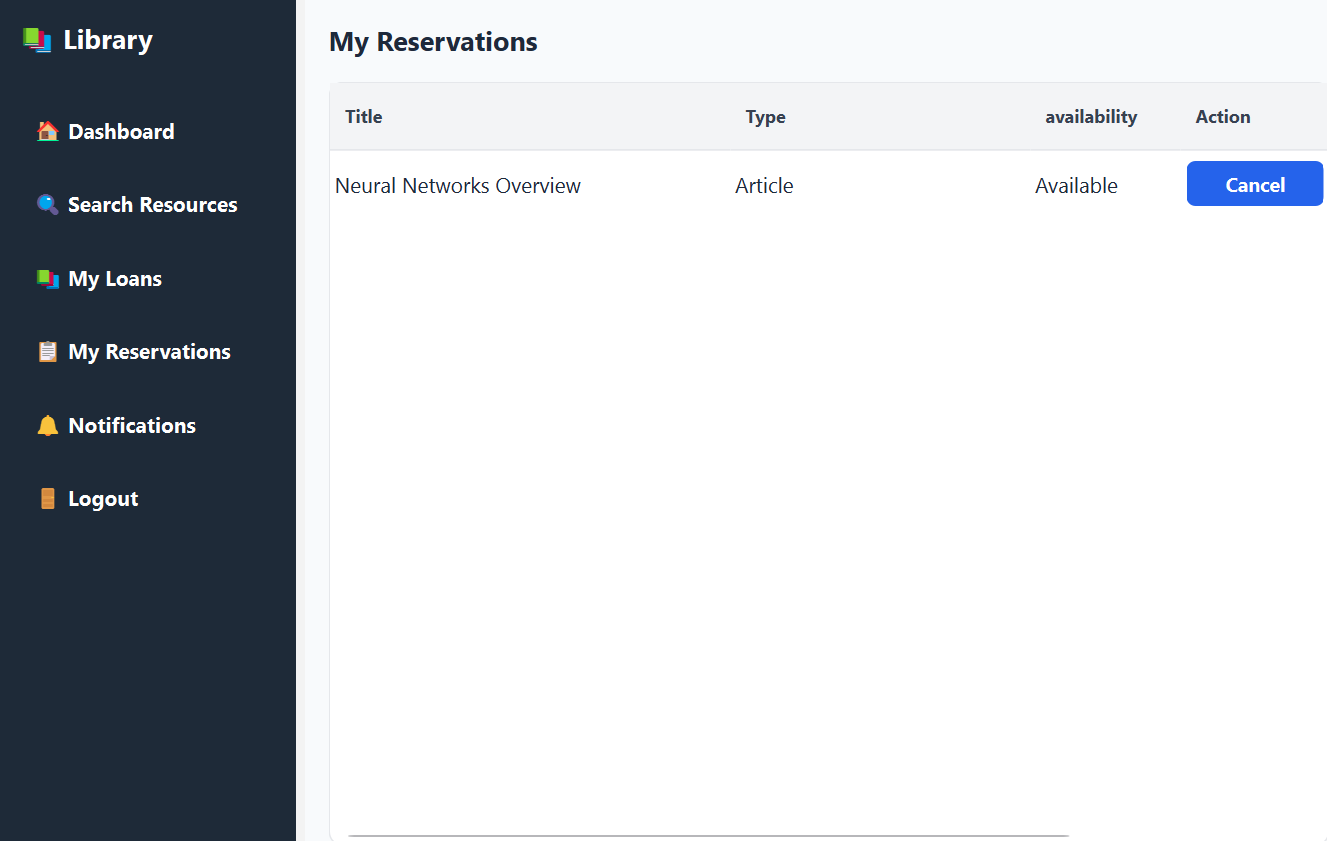 Library
Dashboard
Search Resources
My Loans
My Reservations
Notifications
Logout
My Reservations
Title Type availability Action
Neural Networks Overview Article Available Cancel